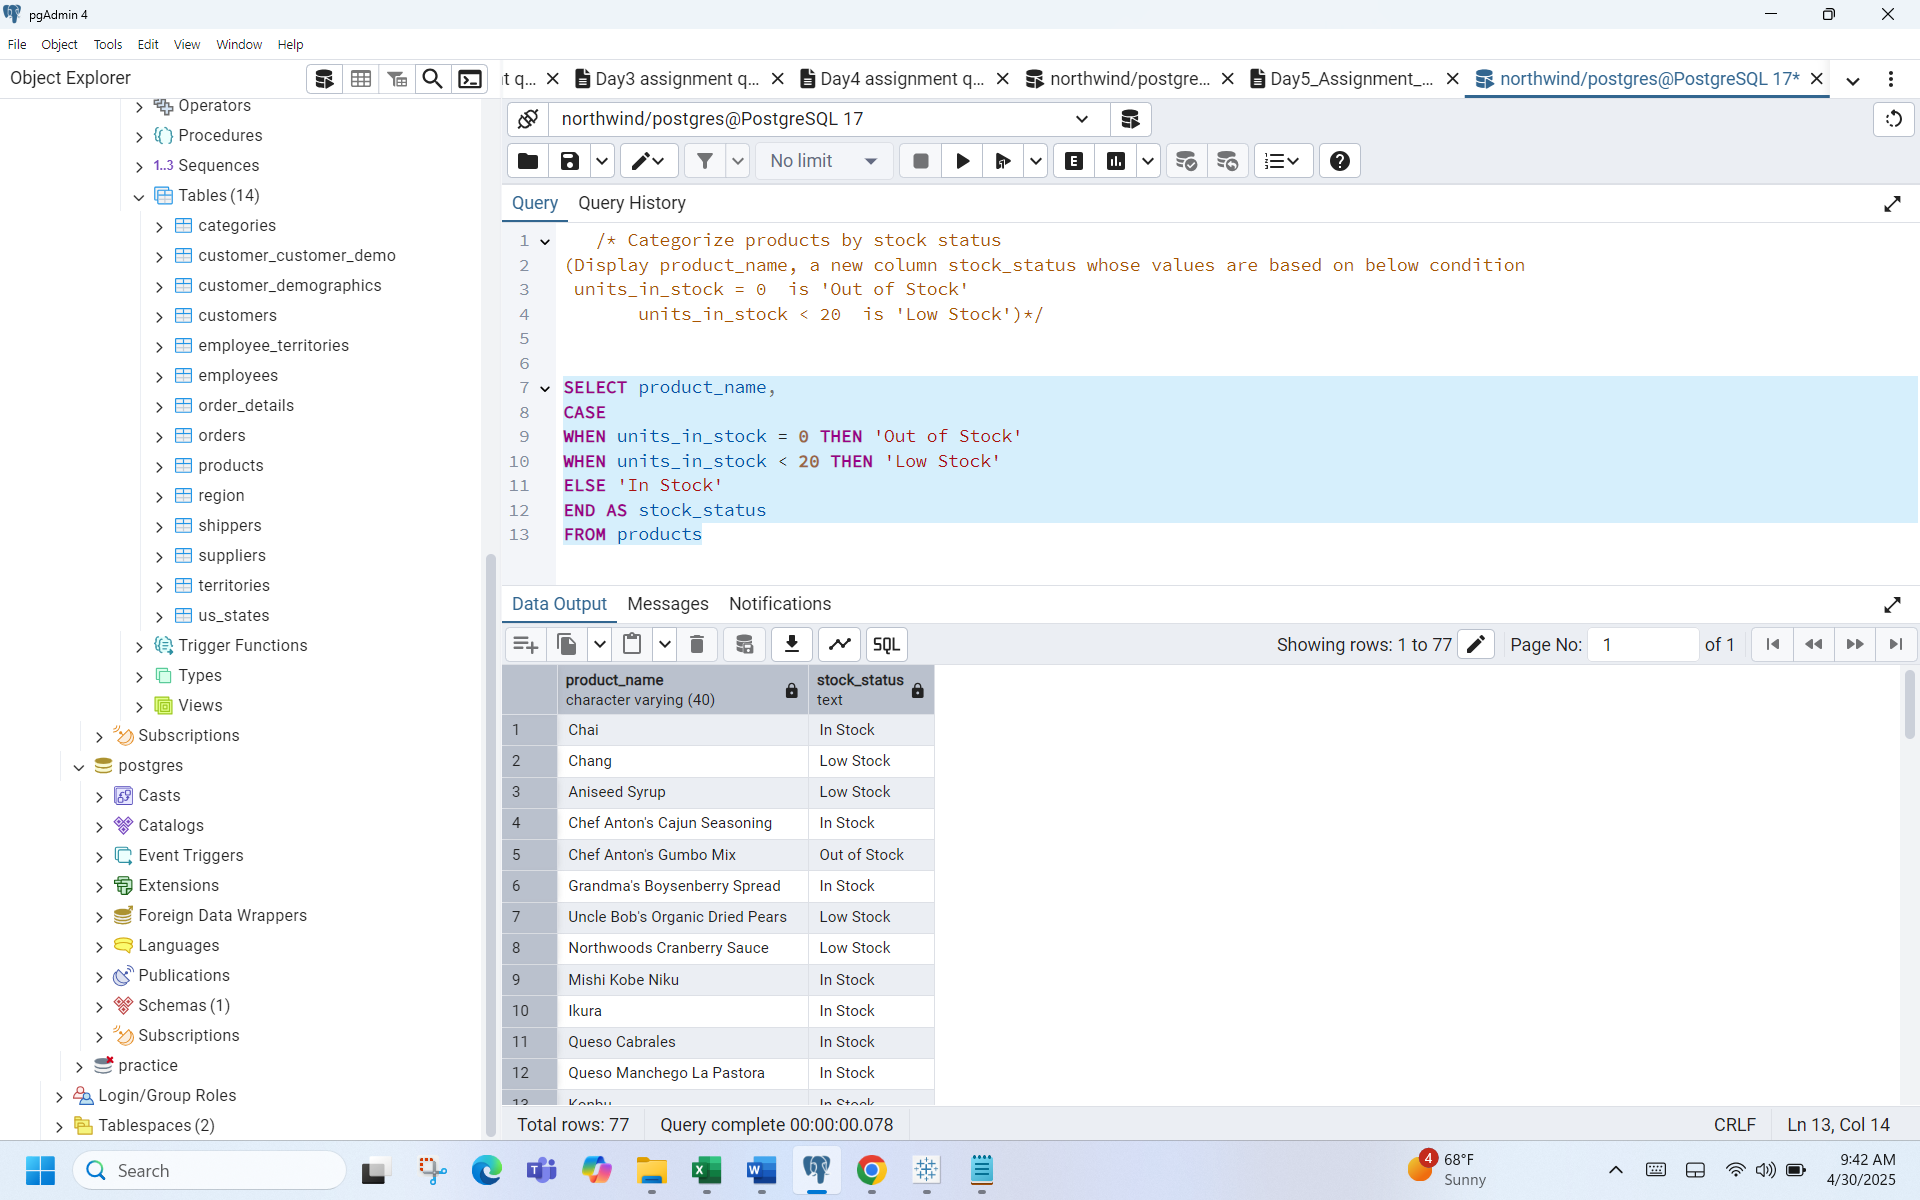 pgAdmin 4
File Object Tools Edit View Window Help
Object Explorer
t q...
Day3 assignment q...
Day4 assignment q...
northwind/postgre...
Day5_Assignment_...
northwind/postgres@PostgreSQL 17*
northwind/postgres@PostgreSQL 17
No limit
E
Query Query History
1 /* Categorize products by stock status
2 (Display product_name, a new column stock_status whose values are based on below condition
3 units_in_stock = 0 is 'Out of Stock'
4 units_in_stock < 20 is 'Low Stock')*/
5
6
7 SELECT product_name,
8 CASE
9 WHEN units_in_stock = 0 THEN 'Out of Stock'
10 WHEN units_in_stock < 20 THEN 'Low Stock'
11 ELSE 'In Stock'
12 END AS stock_status
13 FROM products
Operators
Procedures
1..3 Sequences
Tables (14)
categories
customer_customer_demo
customer_demographics
customers
employee_territories
employees
order_details
orders
products
region
shippers
suppliers
territories
us_states
Trigger Functions
Types
Views
Subscriptions
postgres
Casts
Catalogs
Event Triggers
Extensions
Foreign Data Wrappers
Languages
Publications
Schemas (1)
Subscriptions
practice
Login/Group Roles
Tablespaces (2)
Data Output Messages Notifications
SQL
Showing rows: 1 to 77
Page No: 1 of 1
product_name
character varying (40)
stock_status
text
1 Chai In Stock
2 Chang Low Stock
3 Aniseed Syrup Low Stock
4 Chef Anton's Cajun Seasoning In Stock
5 Chef Anton's Gumbo Mix Out of Stock
6 Grandma's Boysenberry Spread In Stock
7 Uncle Bob's Organic Dried Pears Low Stock
8 Northwoods Cranberry Sauce Low Stock
9 Mishi Kobe Niku In Stock
10 Ikura In Stock
11 Queso Cabrales In Stock
12 Queso Manchego La Pastora In Stock
13 Konbu In Stock
Total rows: 77
Query complete 00:00:00.078
CRLF
Ln 13, Col 14
Search
4
68°F
Sunny
9:42 AM
4/30/2025